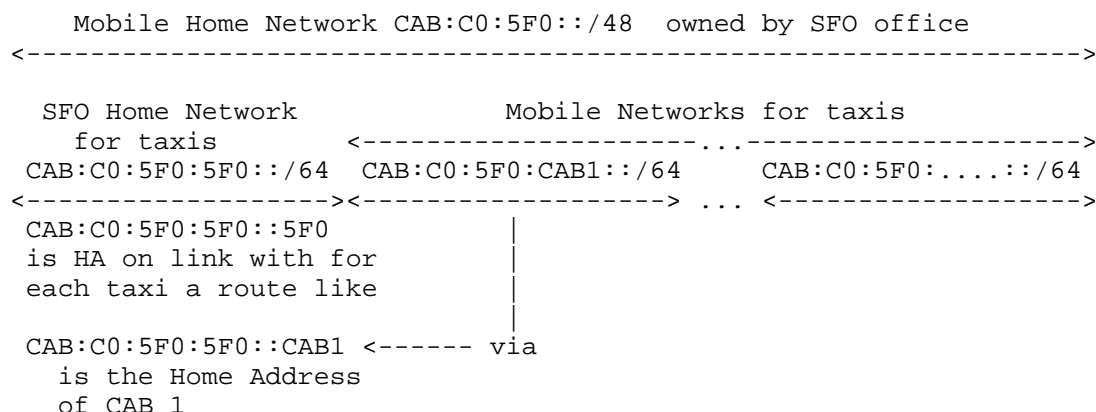 Mobile Home Network CAB:C0:5F0::/48  owned by SFO office
<------------------------------------------------------------------>
SFO Home Network             Mobile Networks for taxis
for taxis       <---------------------...---------------------->
CAB:C0:5F0:5F0::/64  CAB:C0:5F0:CAB1::/64     CAB:C0:5F0:....::/64
<-------------------><-------------------> ... <------------------->
CAB:C0:5F0:5F0::5F0           |
is HA on link with for        |
each taxi a route like        |
|
CAB:C0:5F0:5F0::CAB1 <------ via
is the Home Address
of CAB 1